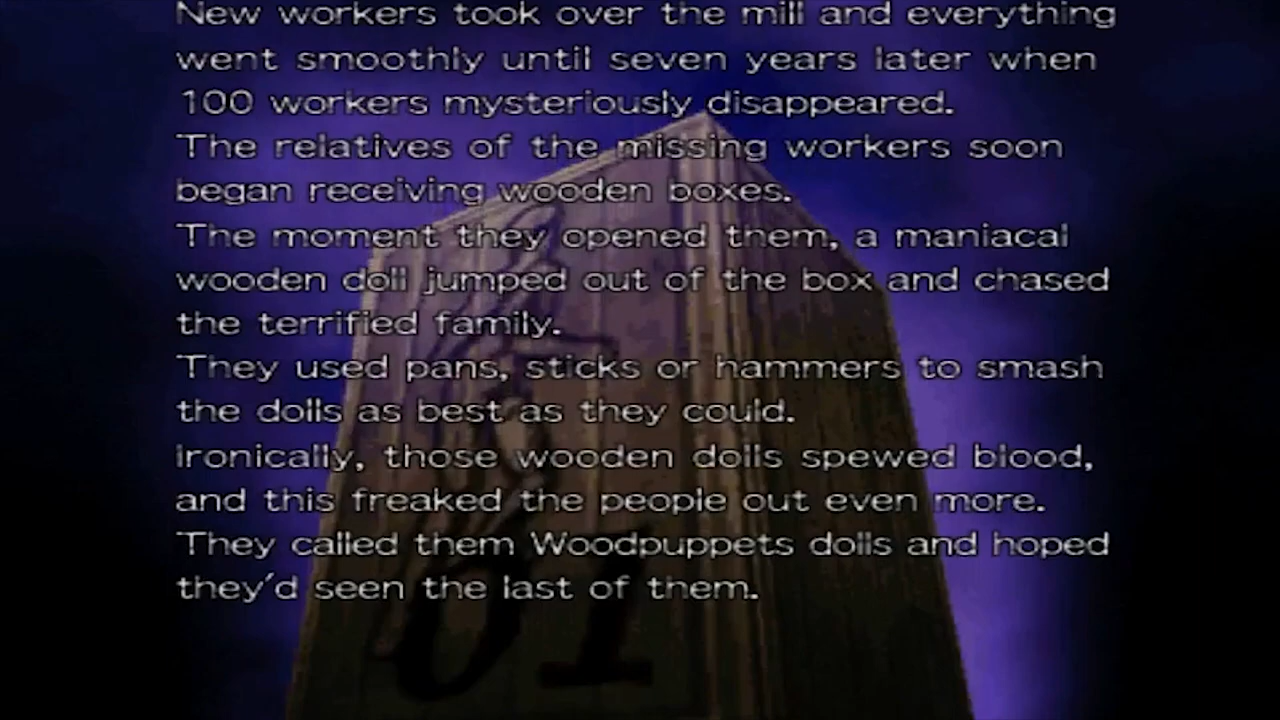 New workers took over the mill and everything
went smoothly until seven years later when
100 workers mysteriously disappeared.
The relatives of the missing workers soon
began receiving wooden boxes.
The moment they opened them, a maniacal
wooden doll jumped out of the box and chased
the terrified family.
They used pans, sticks or hammers to smash
the dolls as best as they could.
Ironically, those wooden dolls spewed blood,
and this freaked the people out even more.
They called them Woodpuppets dolls and hoped
they'd seen the last of them.
01